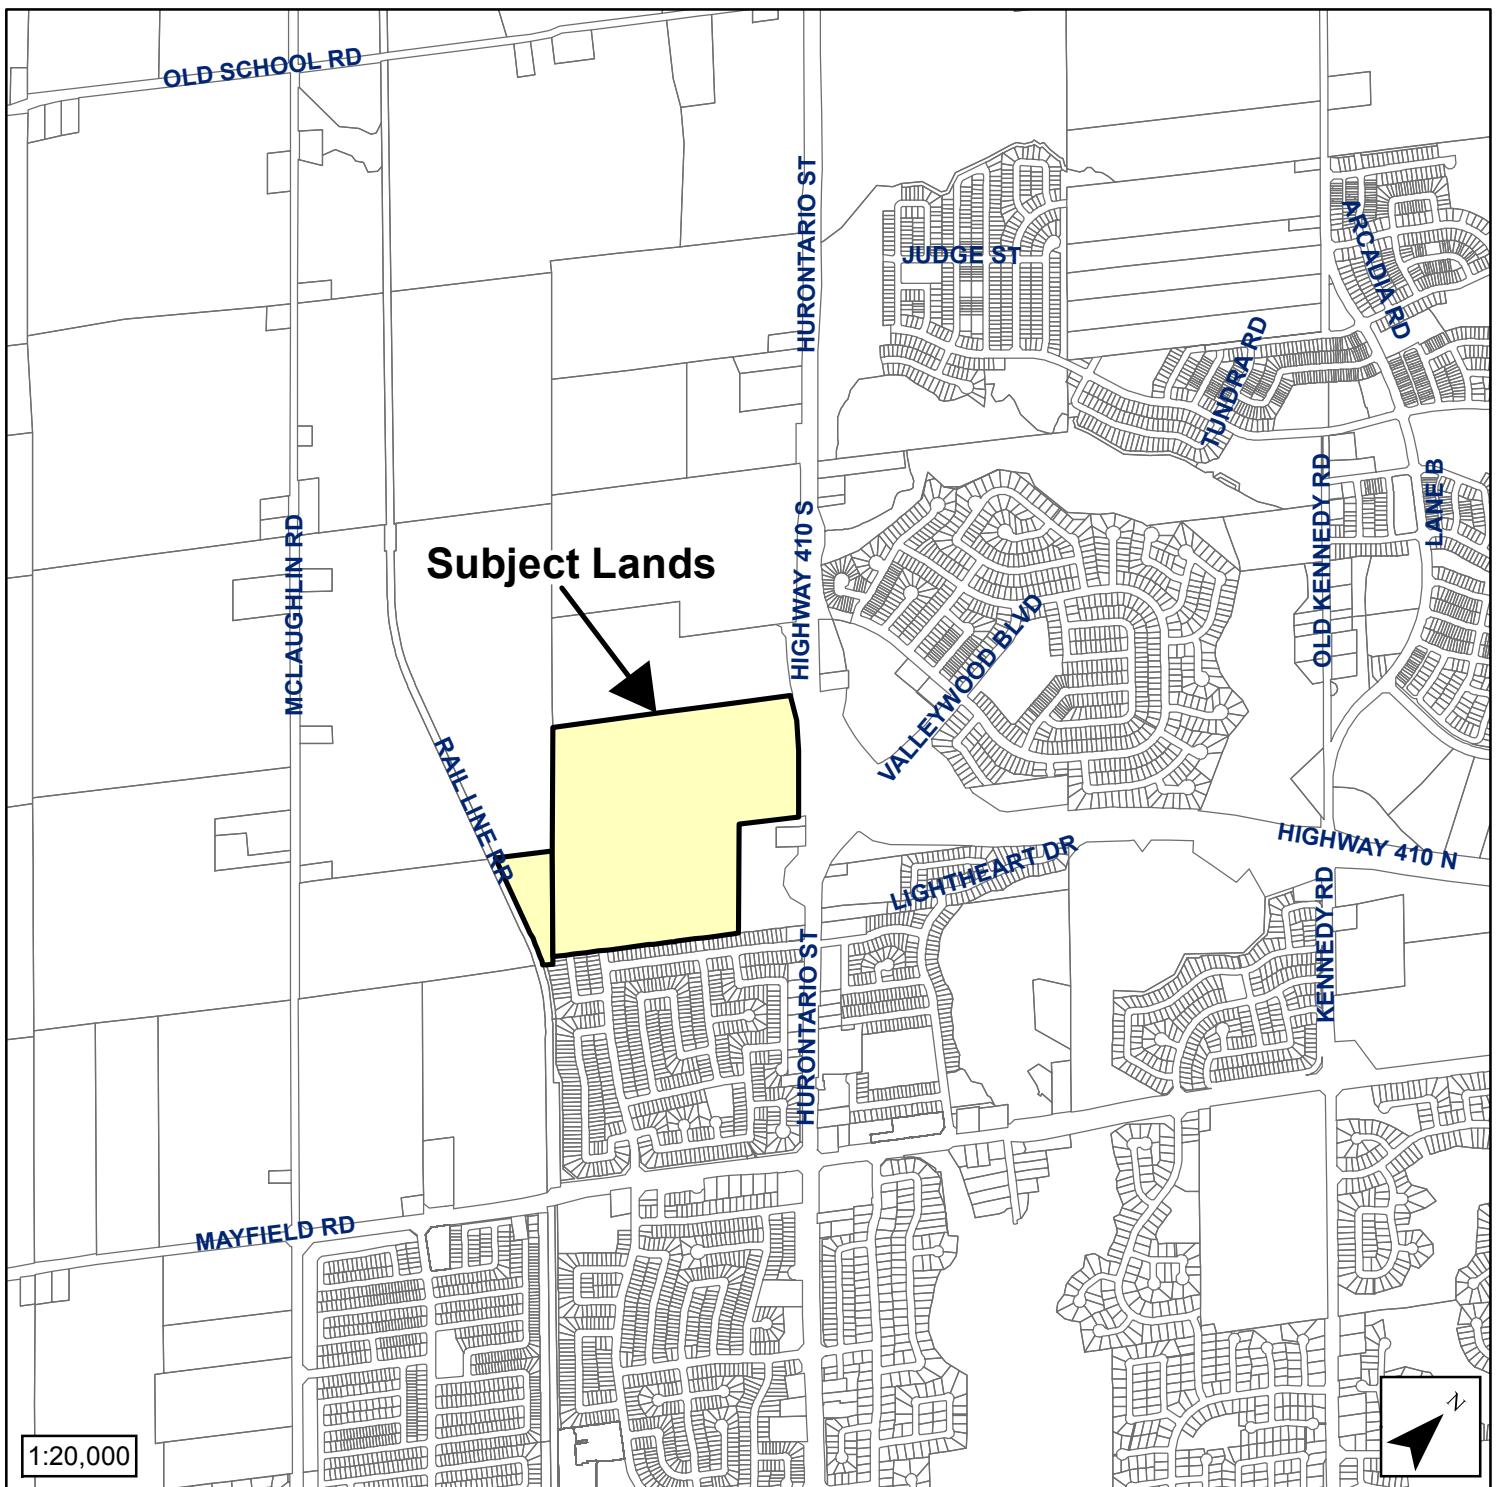 OLD SCHOOL RD
HURONTARIO ST
JUDGE ST
ARCADIA RD
TUNDRA RD
MCLAUGHLIN RD
Subject Lands
HIGHWAY 410 S
OLD KENNEDY RD
LANE B
VALLEYWOOD BLVD
RAIL LINE RR
HIGHWAY 410 N
LIGHTHEART DR
KENNEDY RD
HURONTARIO ST
MAYFIELD RD
1:20,000
N